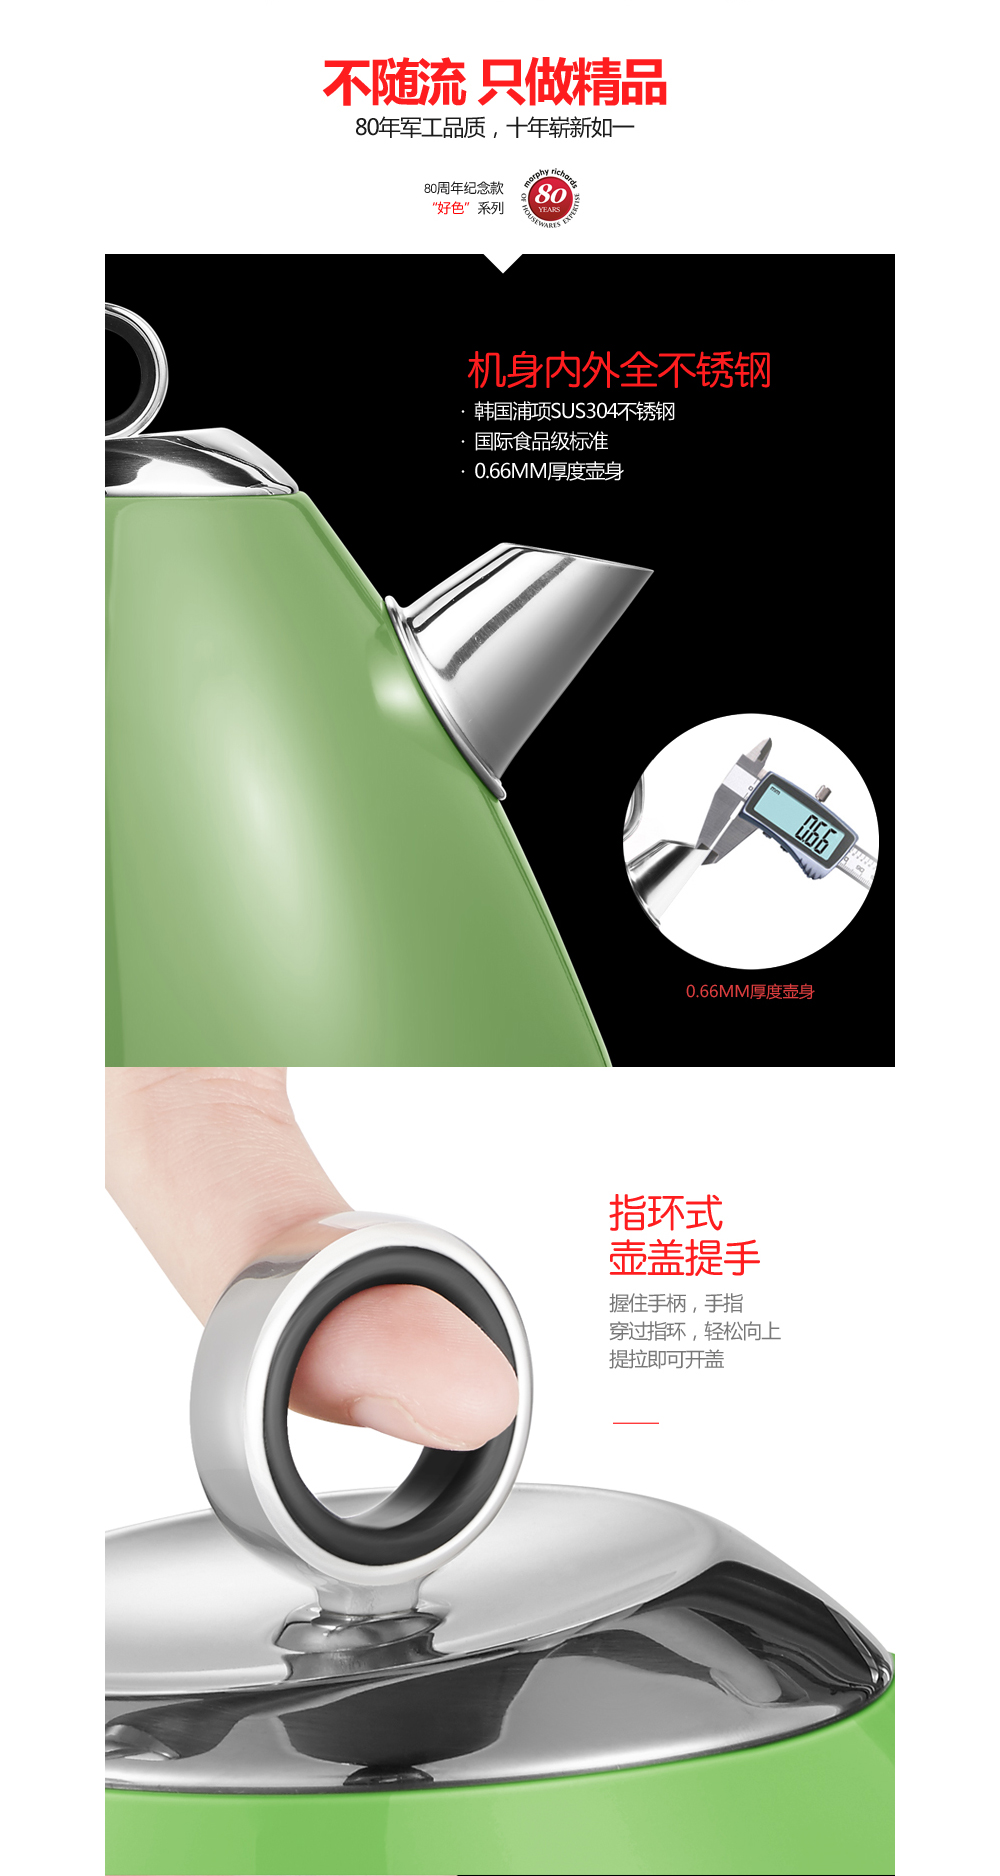 不随流 只做精品
80年军工品质，十年崭新如一
80周年纪念款
“好色”系列
morphy richards
80
YEARS
OF HOUSEWARES EXPERTISE
机身内外全不锈钢
· 韩国浦项SUS304不锈钢
· 国际食品级标准
· 0.66MM厚度壶身
mm
0.66
0.66MM厚度壶身
指环式
壶盖提手
握住手柄，手指
穿过指环，轻松向上
提拉即可开盖